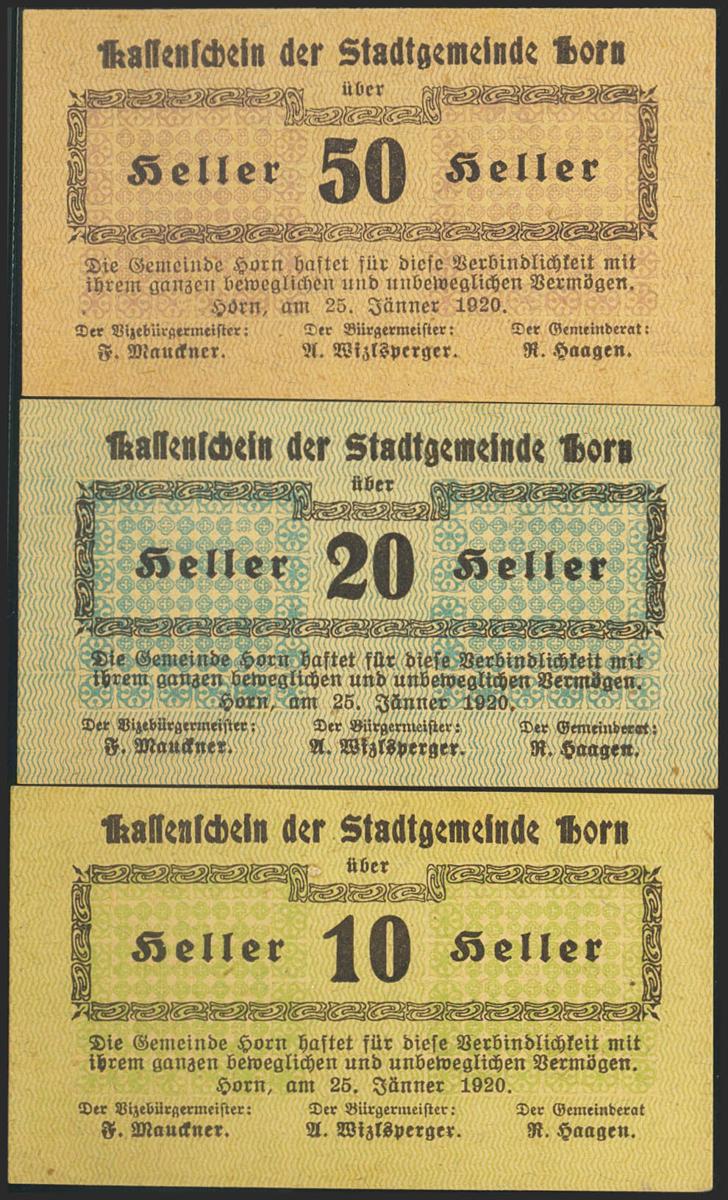 Kassenschein der Stadtgemeinde Horn
über
Heller 50 Heller
Die Gemeinde Horn haftet für diese Verbindlichkeit mit
ihrem ganzen beweglichen und unbeweglichen Vermögen.
Horn, am 25. Jänner 1920.
Der Vizebürgermeister: Der Bürgermeister: Der Gemeinderat:
F. Mauckner. A. Wizlsperger. R. Haagen.
Kassenschein der Stadtgemeinde Horn
über
Heller 20 Heller
Die Gemeinde Horn haftet für diese Verbindlichkeit mit
ihrem ganzen beweglichen und unbeweglichen Vermögen.
Horn, am 25. Jänner 1920.
Der Vizebürgermeister: Der Bürgermeister: Der Gemeinderat:
F. Mauckner. A. Wizlsperger. R. Haagen.
Kassenschein der Stadtgemeinde Horn
über
Heller 10 Heller
Die Gemeinde Horn haftet für diese Verbindlichkeit mit
ihrem ganzen beweglichen und unbeweglichen Vermögen.
Horn, am 25. Jänner 1920.
Der Vizebürgermeister: Der Bürgermeister: Der Gemeinderat
F. Mauckner. A. Wizlsperger. R. Haagen.